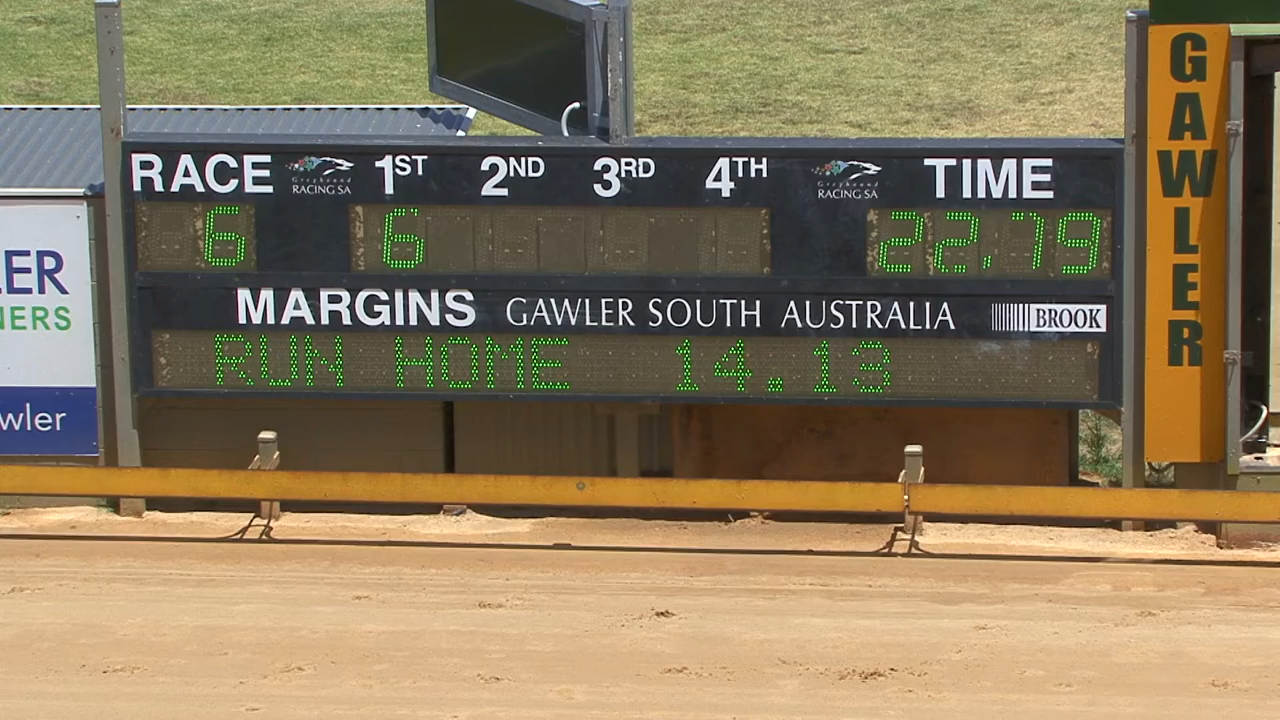 RACE 1ST 2ND 3RD 4TH TIME
Greyhound RACING SA
Greyhound RACING SA
6 6 22.79
MARGINS GAWLER SOUTH AUSTRALIA BROOK
RUN HOME 14.13
GAWLER
LER
NERS
wler